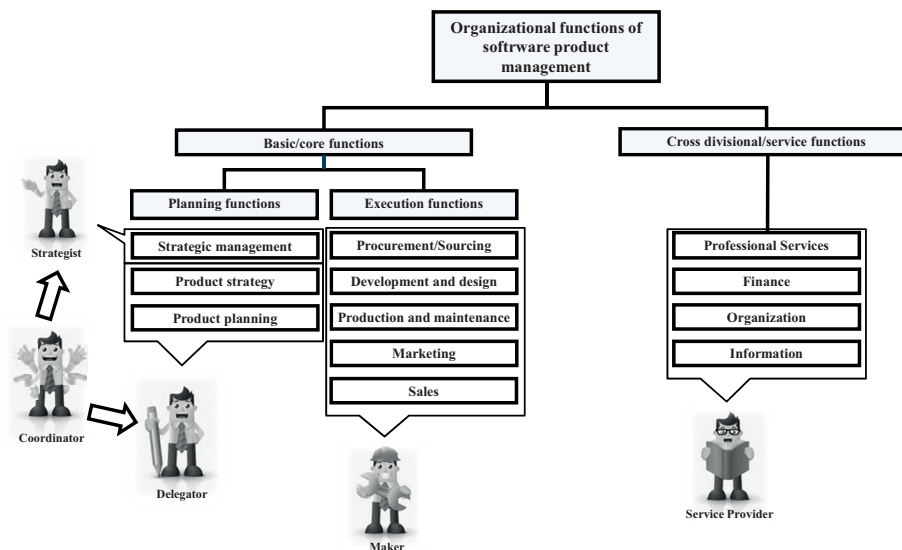 Organizational functions of
softrware product
management
Basic/core functions
Cross divisional/service functions
Planning functions
Execution functions
Strategic management
Product strategy
Product planning
Procurement/Sourcing
Development and design
Production and maintenance
Marketing
Sales
Professional Services
Finance
Organization
Information
Strategist
Coordinator
Delegator
Maker
Service Provider